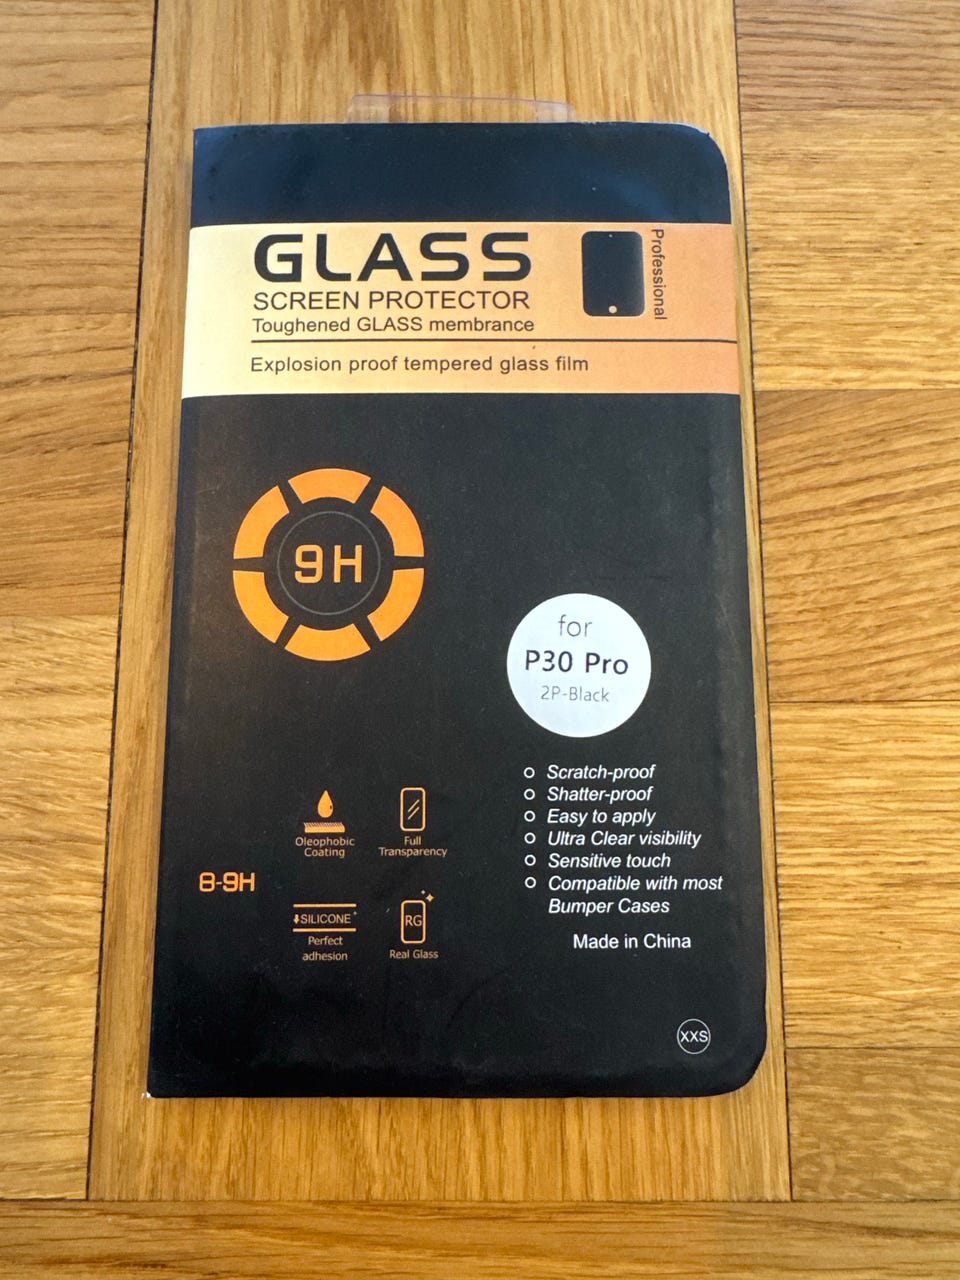 GLASS
SCREEN PROTECTOR
Toughened GLASS membrance
Professional
Explosion proof tempered glass film
9H
for
P30 Pro
2P-Black
Scratch-proof
Shatter-proof
Easy to apply
Ultra Clear visibility
Sensitive touch
Compatible with most
Bumper Cases
Made in China
Oleophobic
Coating
Full
Transparency
8-9H
SILICONE+
Perfect
adhesion
RG
Real Glass
XXS